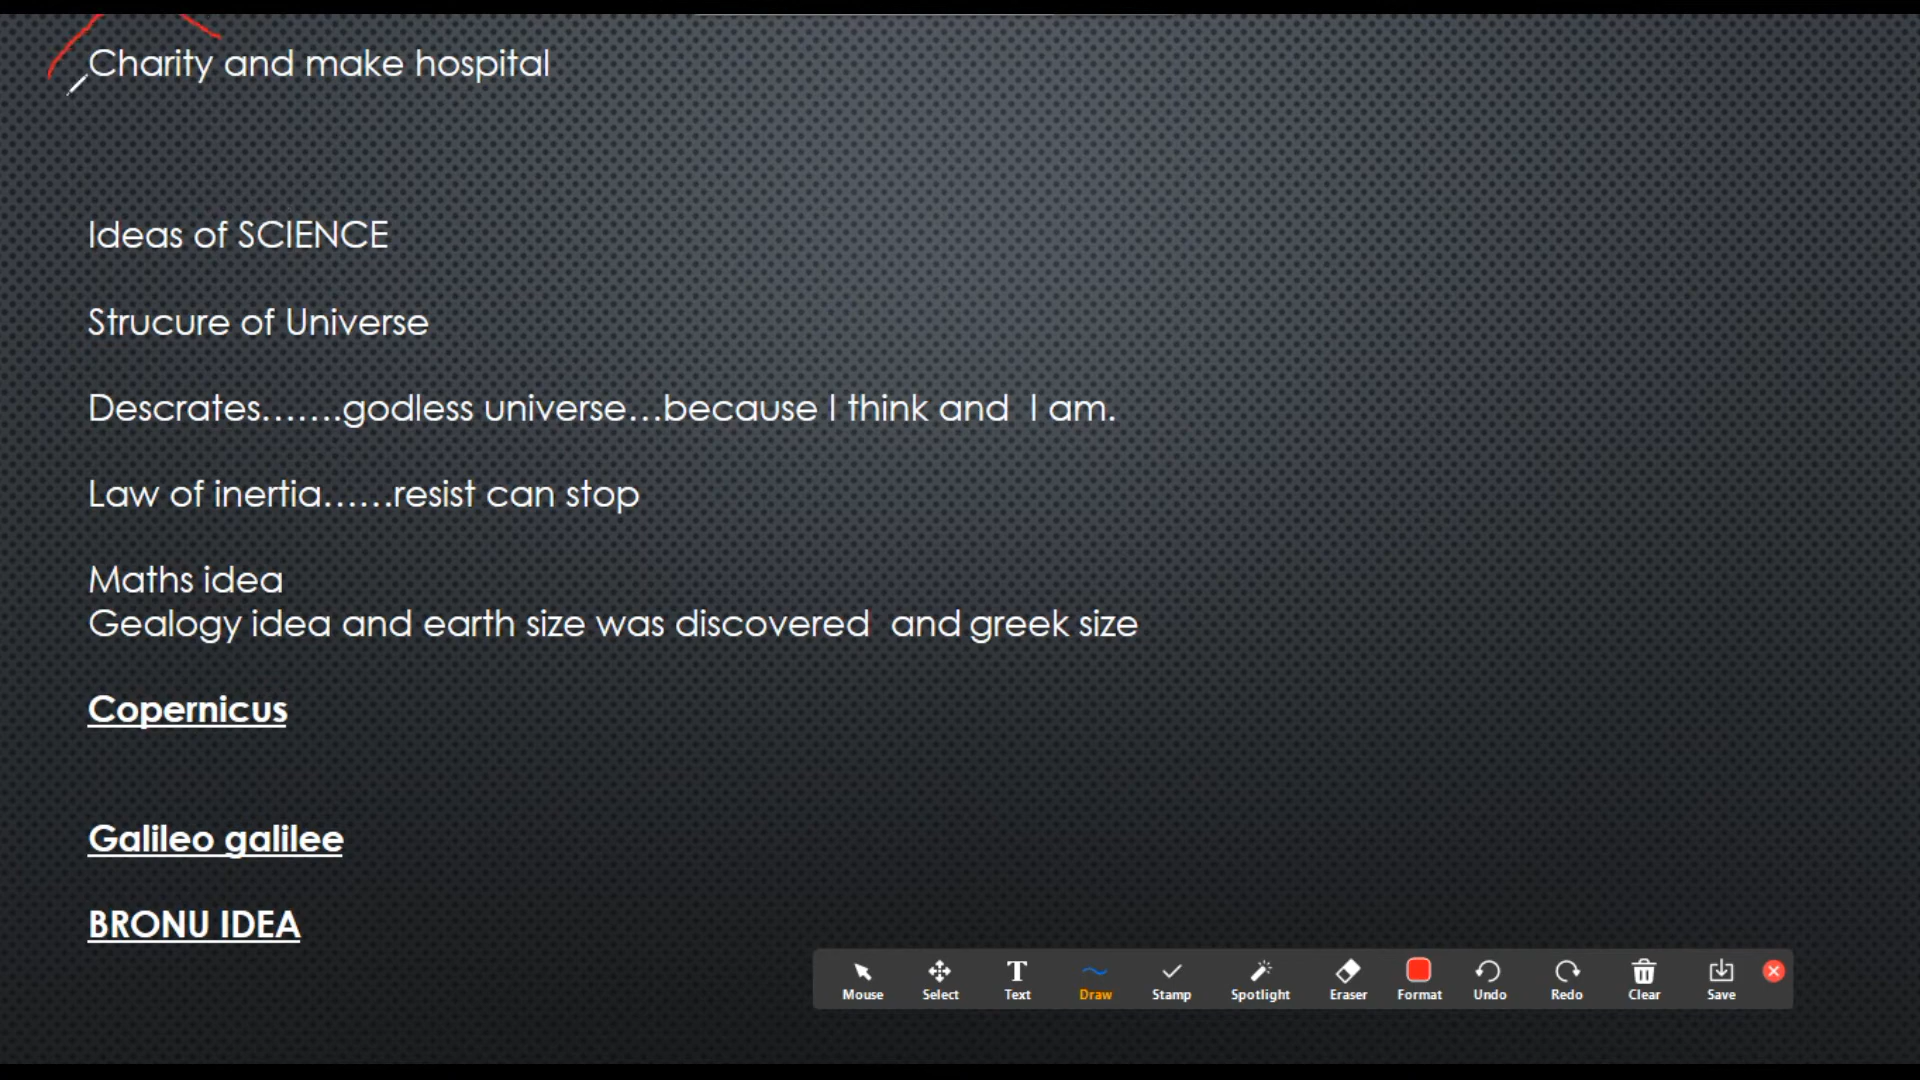 Charity and make hospital
Ideas of SCIENCE
Strucure of Universe
Descrates.......godless universe...because I think and  I am.
Law of inertia......resist can stop
Maths idea
Gealogy idea and earth size was discovered  and greek size
Copernicus
Galileo galilee
BRONU IDEA
Mouse Select Text Draw Stamp Spotlight Eraser Format Undo Redo Clear Save